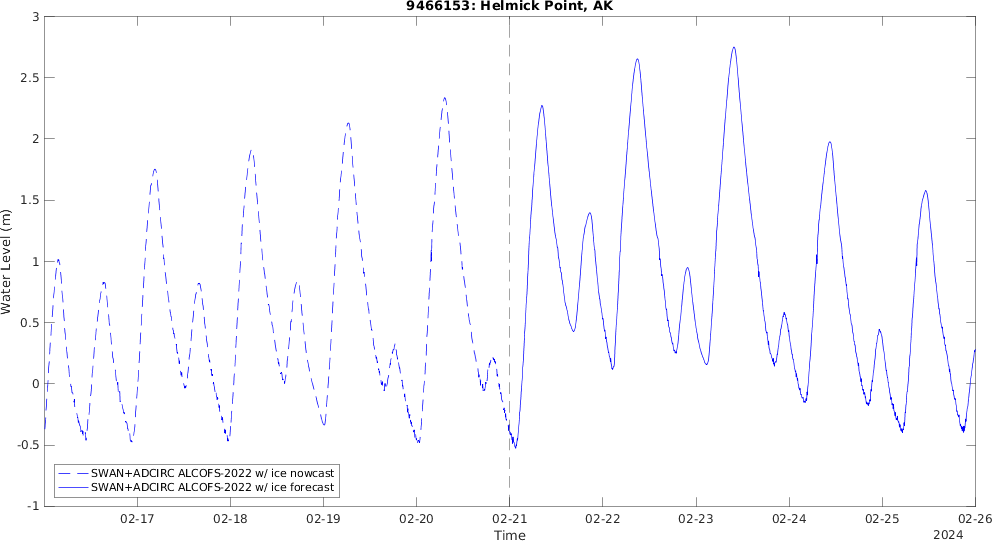 9466153: Helmick Point, AK
3
2.5
2
1.5
1
0.5
0
-0.5
-1
Water Level (m)
SWAN+ADCIRC ALCOFS-2022 w/ ice nowcast
SWAN+ADCIRC ALCOFS-2022 w/ ice forecast
02-17 02-18 02-19 02-20 02-21 02-22 02-23 02-24 02-25 02-26
Time
2024